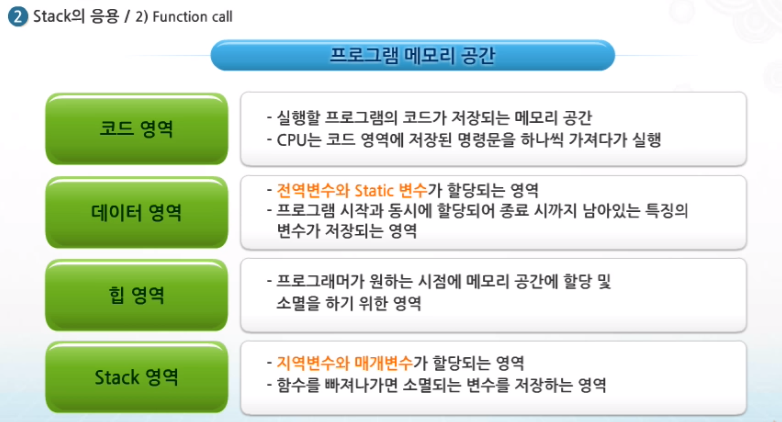 2 Stack의 응용 / 2) Function call
프로그램 메모리 공간
코드 영역
- 실행할 프로그램의 코드가 저장되는 메모리 공간
- CPU는 코드 영역에 저장된 명령문을 하나씩 가져다가 실행
데이터 영역
- 전역변수와 Static 변수가 할당되는 영역
- 프로그램 시작과 동시에 할당되어 종료 시까지 남아있는 특징의
변수가 저장되는 영역
힙 영역
- 프로그래머가 원하는 시점에 메모리 공간에 할당 및
소멸을 하기 위한 영역
Stack 영역
- 지역변수와 매개변수가 할당되는 영역
- 함수를 빠져나가면 소멸되는 변수를 저장하는 영역